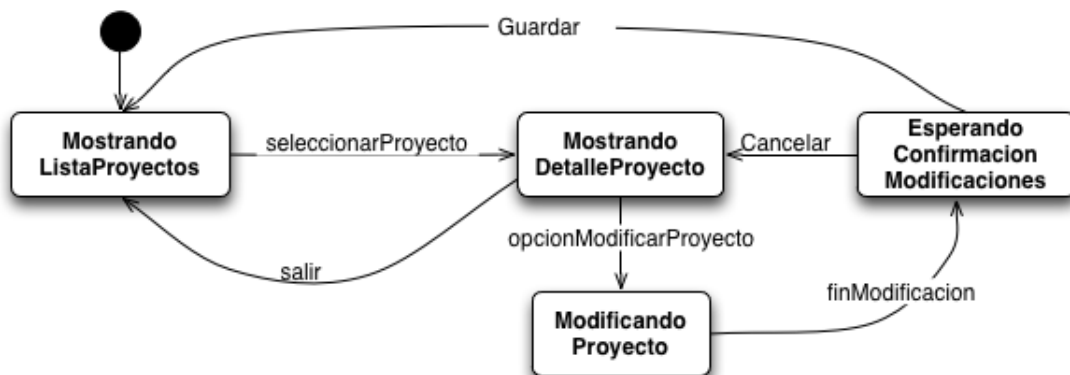 Guardar
Mostrando
ListaProyectos
seleccionarProyecto
Mostrando
DetalleProyecto
Cancelar
Esperando
Confirmacion
Modificaciones
opcionModificarProyecto
salir
finModificacion
Modificando
Proyecto